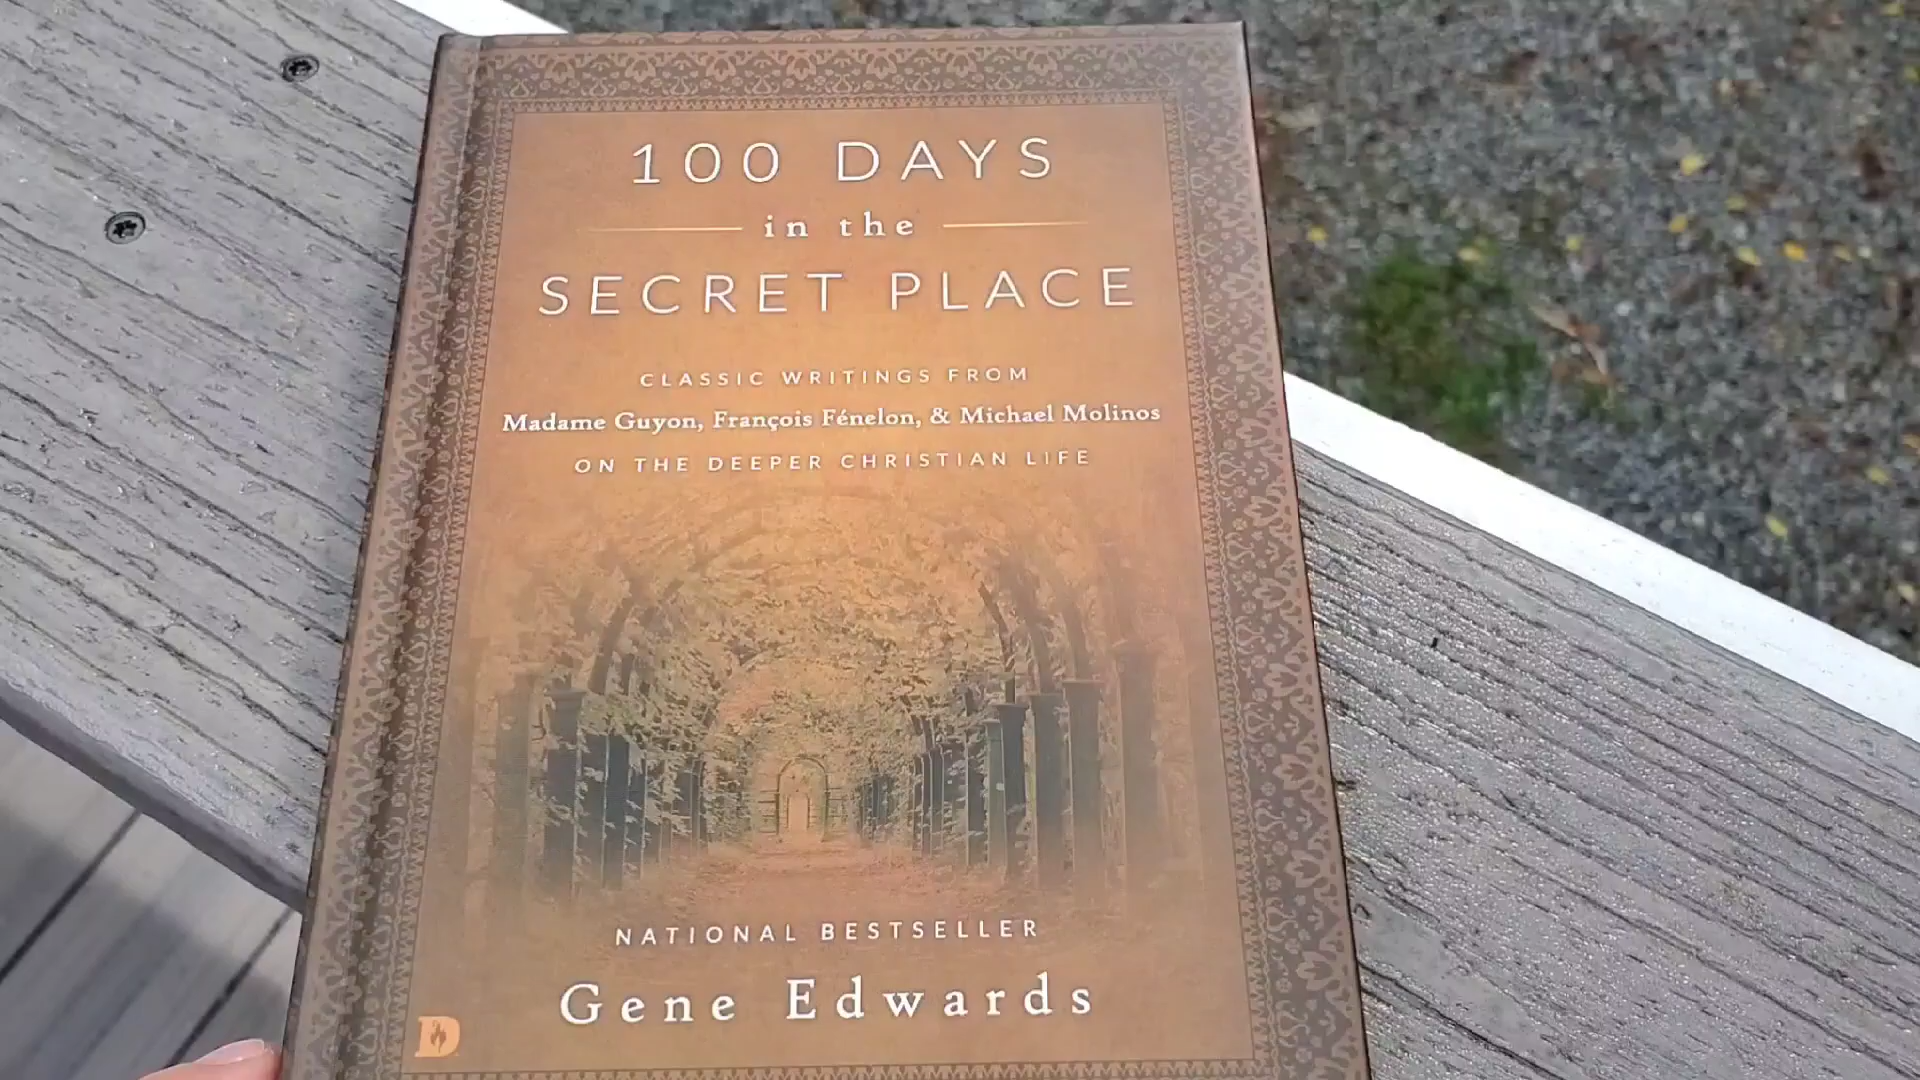 100 DAYS
in the
SECRET PLACE
CLASSIC WRITINGS FROM
Madame Guyon, François Fénelon, & Michael Molinos
ON THE DEEPER CHRISTIAN LIFE
NATIONAL BESTSELLER
Gene Edwards
D